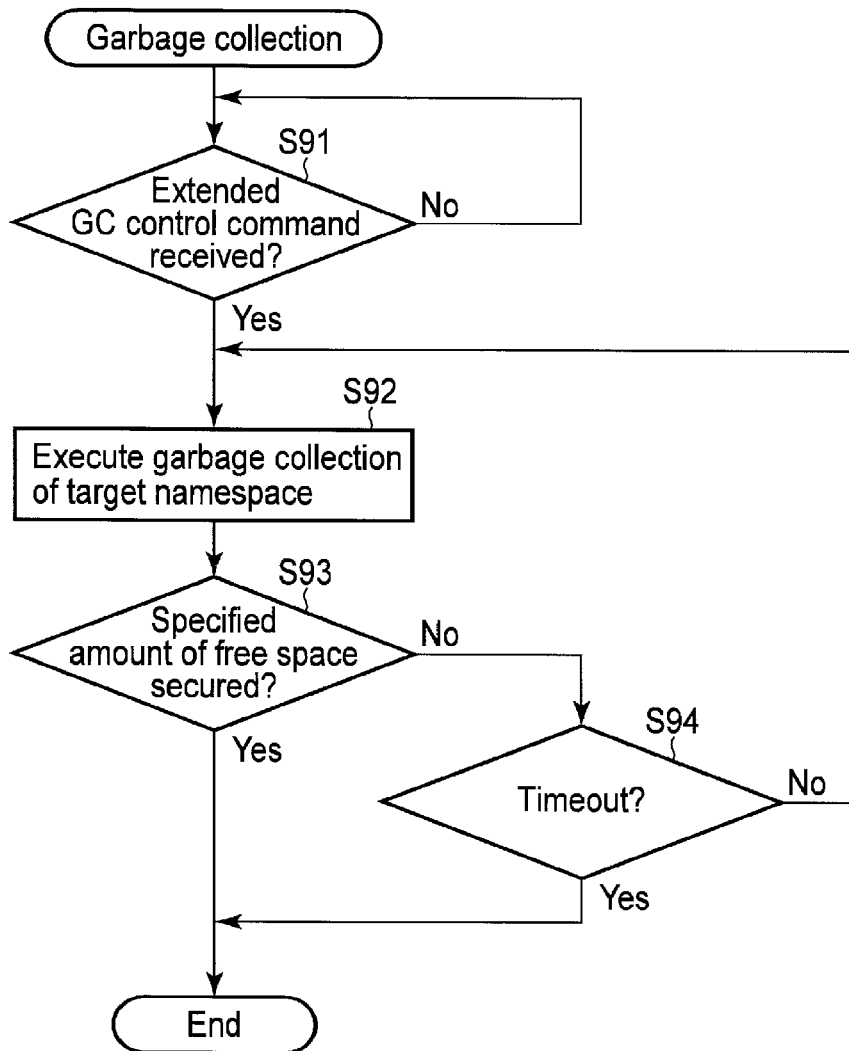 Garbage collection
S91
Extended
GC control command
received?
No
Yes
S92
Execute garbage collection
of target namespace
S93
Specified
amount of free space
secured?
No
Yes
S94
Timeout?
No
Yes
End